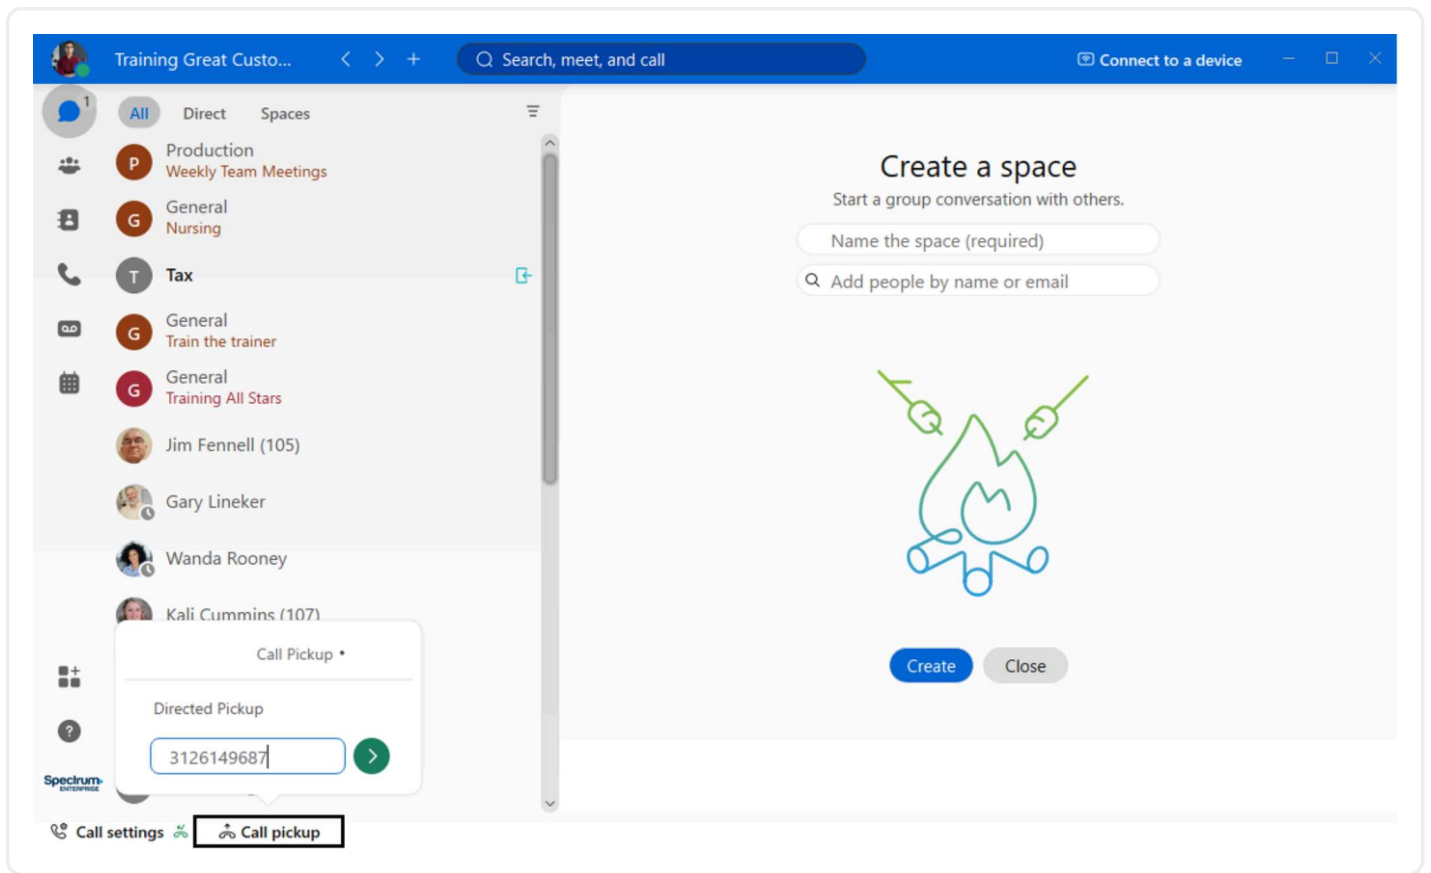 Training Great Custo...
Search, meet, and call
Connect to a device
1
All
Direct
Spaces
P
Production
Weekly Team Meetings
G
General
Nursing
T
Tax
G
General
Train the trainer
G
General
Training All Stars
Jim Fennell (105)
Gary Lineker
Wanda Rooney
Kali Cummins (107)
Call Pickup •
Directed Pickup
3126149687
?
Spectrum
ENTERPRISE
Call settings
Call pickup
Create a space
Start a group conversation with others.
Name the space (required)
Add people by name or email
Create
Close